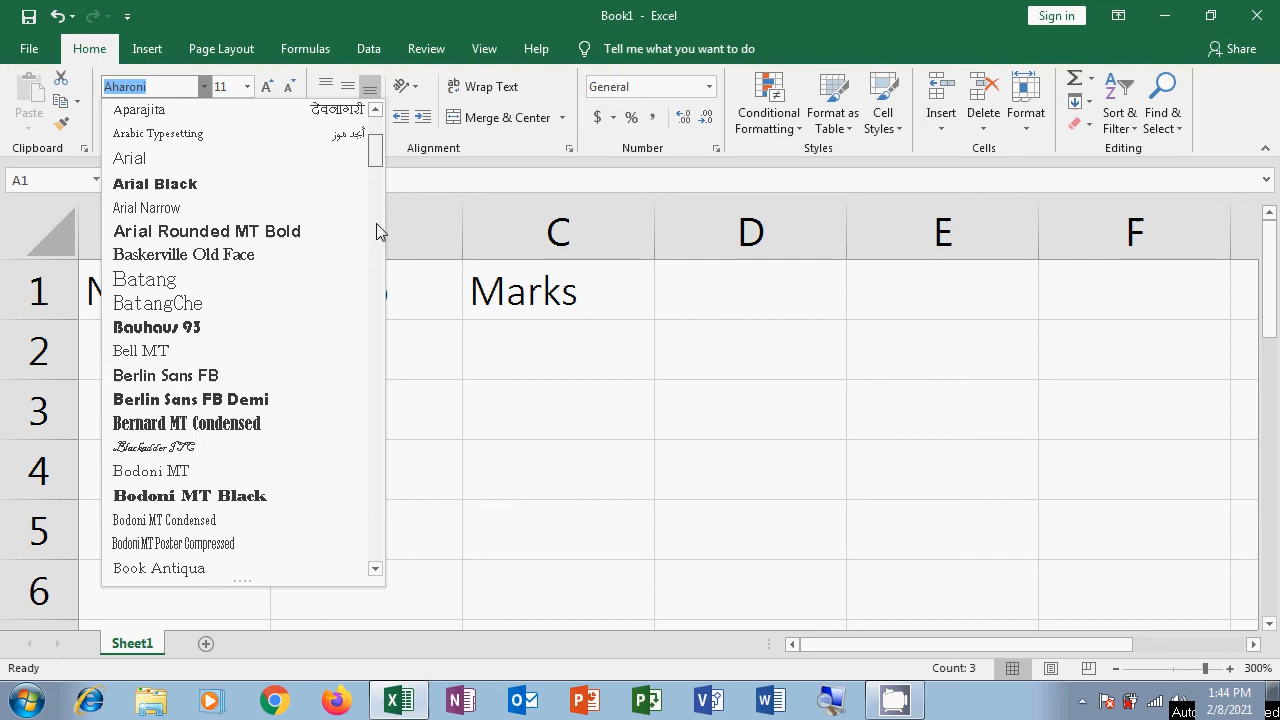 Book1 - Excel
Sign in
File Home Insert Page Layout Formulas Data Review View Help Tell me what you want to do Share
Paste
Clipboard
Aharoni 11
Wrap Text
Merge & Center
Alignment
General
$ % ,
Number
Conditional Formatting
Format as Table
Cell Styles
Styles
Insert Delete Format
Cells
Sort & Filter
Find & Select
Editing
A1
Aparajita देवनागरी
Arabic Typesetting أبجد هوز
Arial
Arial Black
Arial Narrow
Arial Rounded MT Bold
Baskerville Old Face
Batang
BatangChe
Bauhaus 93
Bell MT
Berlin Sans FB
Berlin Sans FB Demi
Bernard MT Condensed
Blackadder ITC
Bodoni MT
Bodoni MT Black
Bodoni MT Condensed
Bodoni MT Poster Compressed
Book Antiqua
C D E F
1 Marks
2
3
4
5
6
Sheet1
Ready Count: 3 300%
1:44 PM
2/8/2021